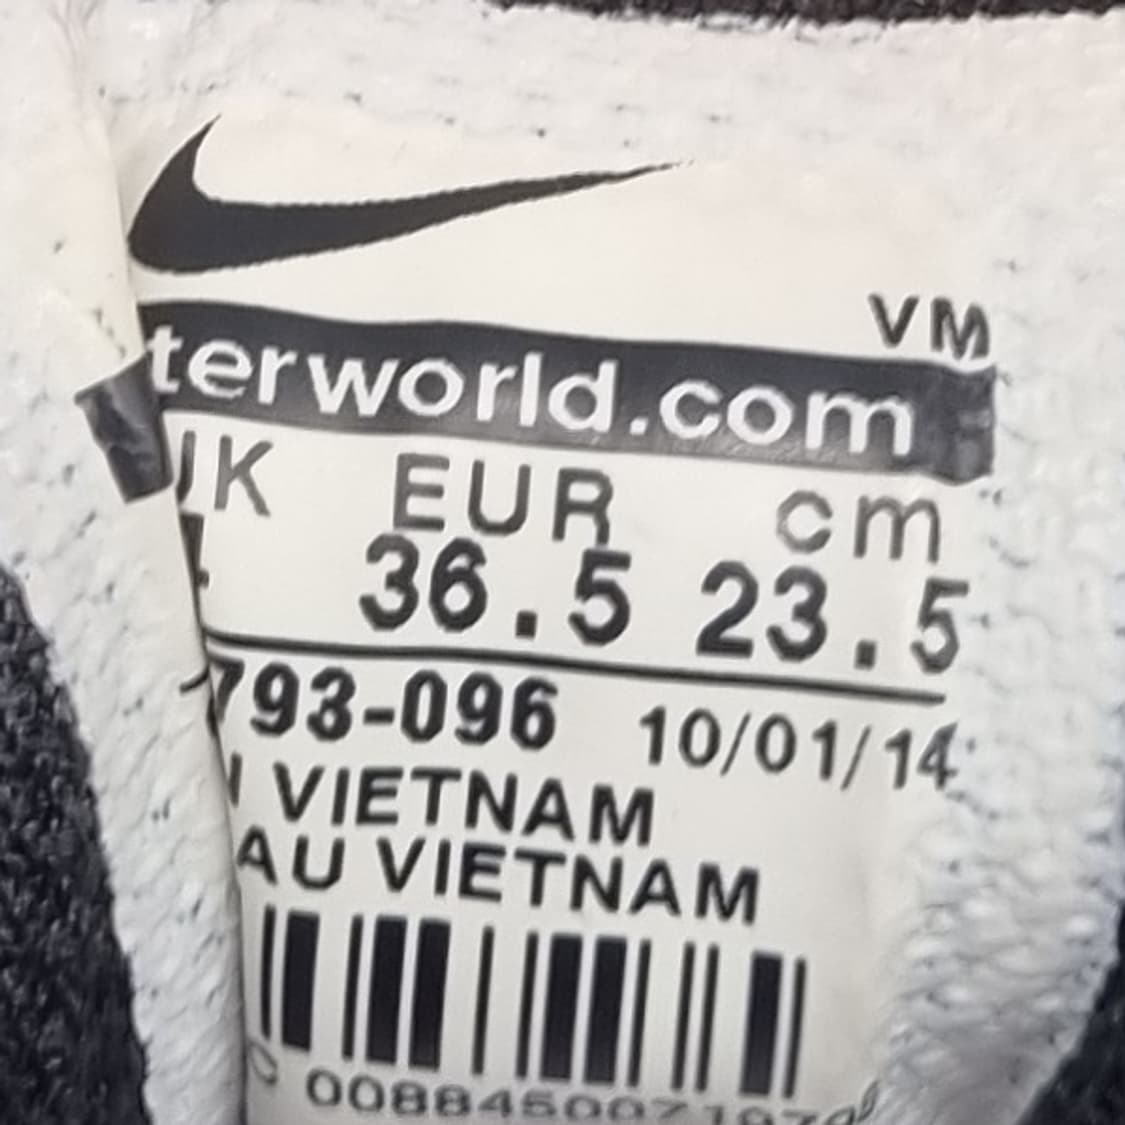 VM
terworld.com
UK EUR cm
36.5 23.5
793-096 10/01/14
VIETNAM
AU VIETNAM